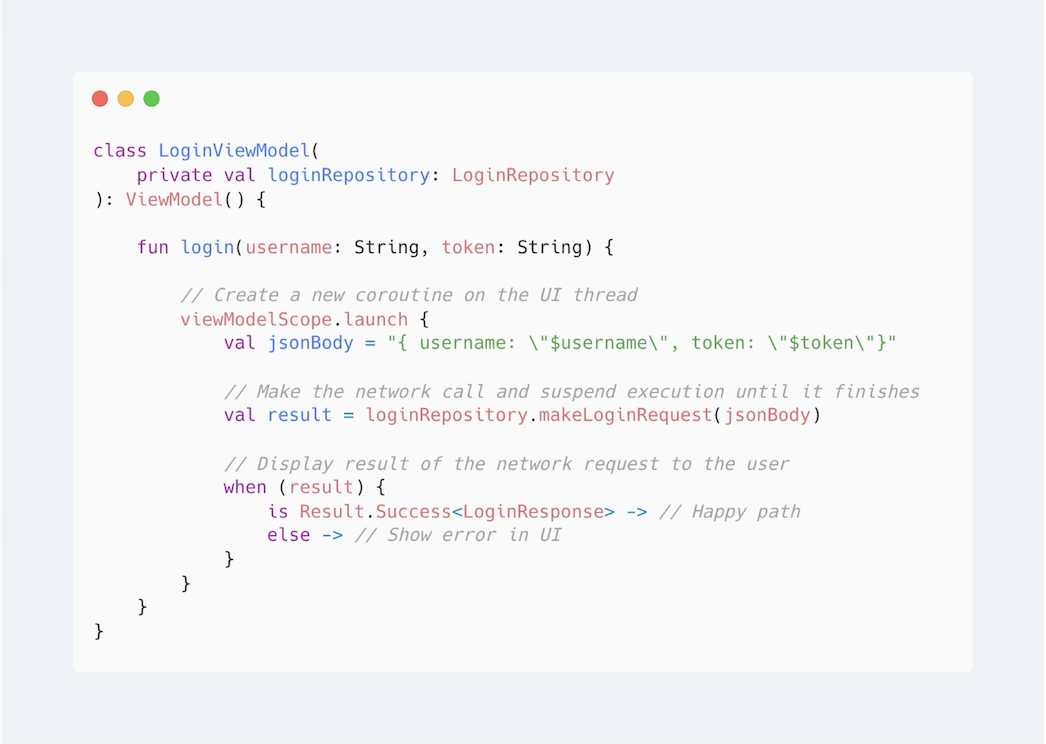 class LoginViewModel(
    private val loginRepository: LoginRepository
): ViewModel() {
    fun login(username: String, token: String) {
        // Create a new coroutine on the UI thread
        viewModelScope.launch {
            val jsonBody = "{ username: \"$username\", token: \"$token\"}"
            // Make the network call and suspend execution until it finishes
            val result = loginRepository.makeLoginRequest(jsonBody)
            // Display result of the network request to the user
            when (result) {
                is Result.Success<LoginResponse> -> // Happy path
                else -> // Show error in UI
            }
        }
    }
}